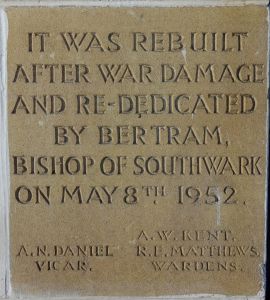 IT WAS REBUILT
AFTER WAR DAMAGE
AND RE-DEDICATED
BY BERTRAM,
BISHOP OF SOUTHWARK
ON MAY 8TH 1952.
A.W. KENT.
A.N. DANIEL R.E. MATTHEWS.
VICAR. WARDENS.